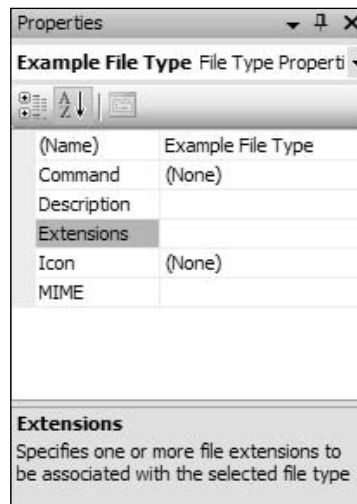 Properties
Example File Type File Type Properti
A
Z
(Name) Example File Type
Command (None)
Description
Extensions
Icon (None)
MIME
Extensions
Specifies one or more file extensions to
be associated with the selected file type